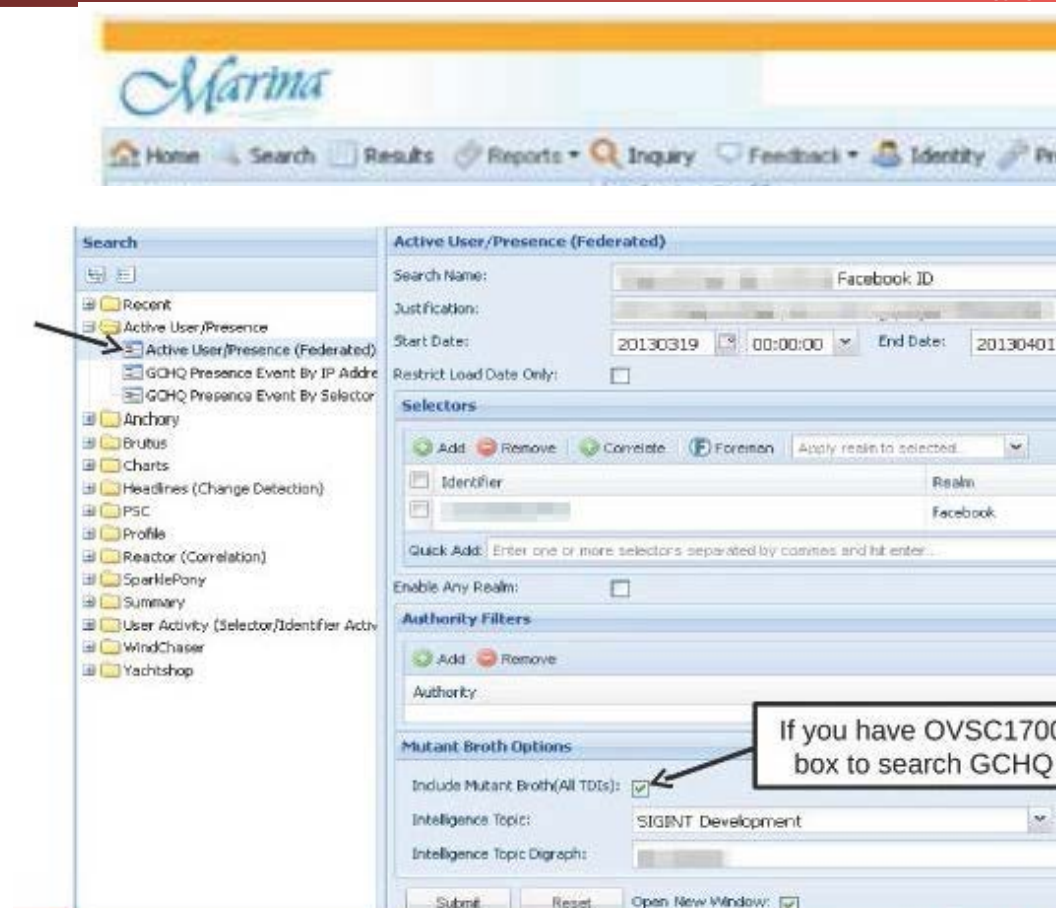 Marina
Home Search Results Reports Inquiry Feedback Identity
Search
Recent
Active User/Presence
Active User/Presence (Federated)
GCHQ Presence Event By IP Addre
GCHQ Presence Event By Selector
Anchory
Brutus
Charts
Headlines (Change Detection)
PSC
Profile
Reactor (Correlation)
SparklePony
Summary
User Activity (Selector/Identifier Activ
WindChaser
Yachtshop
Active User/Presence (Federated)
Search Name: Facebook ID
Justification:
Start Date: 20130319 00:00:00 End Date: 20130401
Restrict Load Date Only:
Selectors
Add Remove Correlate Foreman Apply realm to selected...
Identifier Realm
Facebook
Quick Add: Enter one or more selectors separated by commas and hit enter...
Enable Any Realm:
Authority Filters
Add Remove
Authority
If you have OVSC1700
box to search GCHQ
Mutant Broth Options
Include Mutant Broth(All TDIs):
Intelligence Topic: SIGINT Development
Intelligence Topic Digraph:
Submit Reset Open New Window: